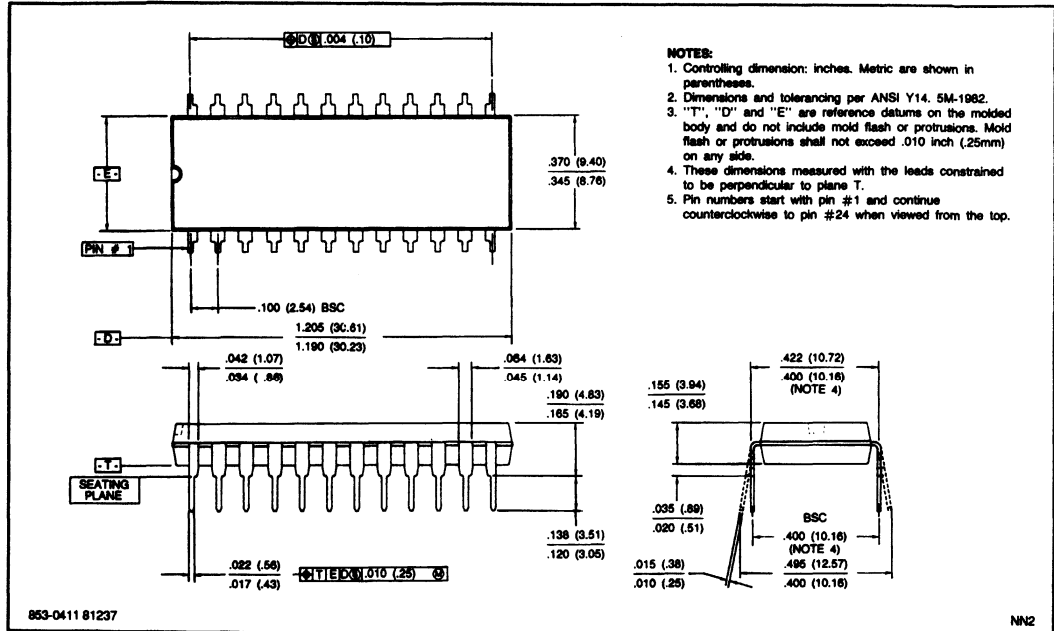 ⌖ D Ⓢ .004 (.10)
NOTES:
1. Controlling dimension: inches. Metric are shown in
parentheses.
2. Dimensions and tolerancing per ANSI Y14. 5M-1982.
3. "T", "D" and "E" are reference datums on the molded
body and do not include mold flash or protrusions. Mold
flash or protrusions shall not exceed .010 inch (.25mm)
on any side.
4. These dimensions measured with the leads constrained
to be perpendicular to plane T.
5. Pin numbers start with pin #1 and continue
counterclockwise to pin #24 when viewed from the top.
-E-
.370 (9.40)
.345 (8.76)
PIN # 1
.100 (2.54) BSC
-D-
1.205 (30.61)
1.190 (30.23)
.042 (1.07)
.034 ( .86)
.064 (1.63)
.045 (1.14)
.190 (4.83)
.165 (4.19)
.155 (3.94)
.145 (3.68)
.422 (10.72)
.400 (10.16)
(NOTE 4)
-T-
SEATING
PLANE
.138 (3.51)
.120 (3.05)
.035 (.89)
.020 (.51)
BSC
.400 (10.16)
(NOTE 4)
.495 (12.57)
.400 (10.16)
.015 (.38)
.010 (.25)
.022 (.56)
.017 (.43)
⌖ T E D Ⓢ .010 (.25) Ⓜ
853-0411 81237
NN2